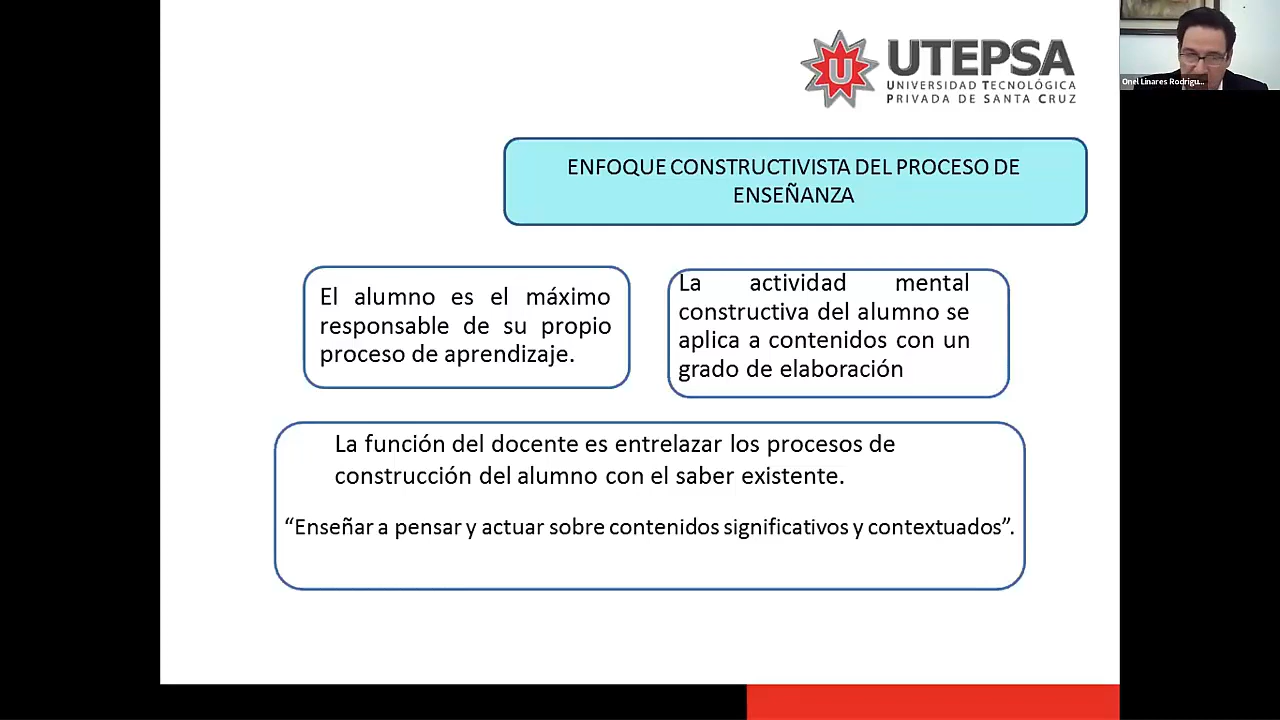 U
UTEPSA
UNIVERSIDAD TECNOLÓGICA
PRIVADA DE SANTA CRUZ
Onel Linares Rodrígu...
ENFOQUE CONSTRUCTIVISTA DEL PROCESO DE
ENSEÑANZA
El alumno es el máximo
responsable de su propio
proceso de aprendizaje.
La actividad mental
constructiva del alumno se
aplica a contenidos con un
grado de elaboración
La función del docente es entrelazar los procesos de
construcción del alumno con el saber existente.
“Enseñar a pensar y actuar sobre contenidos significativos y contextuados”.